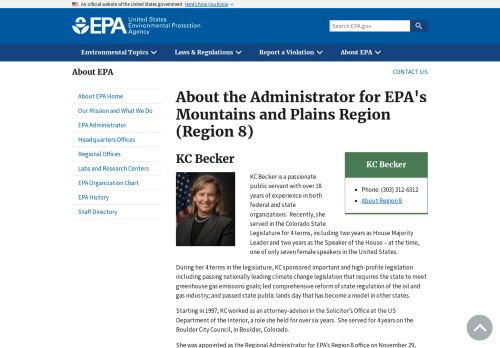 An official website of the United States government Here's how you know
EPA United States
Environmental Protection
Agency
Search EPA.gov
Environmental Topics
Laws & Regulations
Report a Violation
About EPA
About EPA
CONTACT US
About EPA Home
Our Mission and What We Do
EPA Administrator
Headquarters Offices
Regional Offices
Labs and Research Centers
EPA Organization Chart
EPA History
Staff Directory
About the Administrator for EPA's
Mountains and Plains Region
(Region 8)
KC Becker
KC Becker is a passionate
public servant with over 18
years of experience in both
federal and state
organizations. Recently, she
served in the Colorado State
Legislature for 4 terms, including two years as House Majority
Leader and two years as the Speaker of the House – at the time,
one of only seven female speakers in the United States.
KC Becker
Phone: (303) 312-6312
About Region 8
During her 4 terms in the legislature, KC sponsored important and high-profile legislation
including passing nationally leading climate change legislation that requires the state to meet
greenhouse gas emissions goals; led comprehensive reform of state regulation of the oil and
gas industry; and passed state public lands day that has become a model in other states.
Starting in 1997, KC worked as an attorney-advisor in the Solicitor's Office at the US
Department of the Interior, a role she held for over six years. She served for 4 years on the
Boulder City Council, in Boulder, Colorado.
She was appointed as the Regional Administrator for EPA's Region 8 office on November 29,